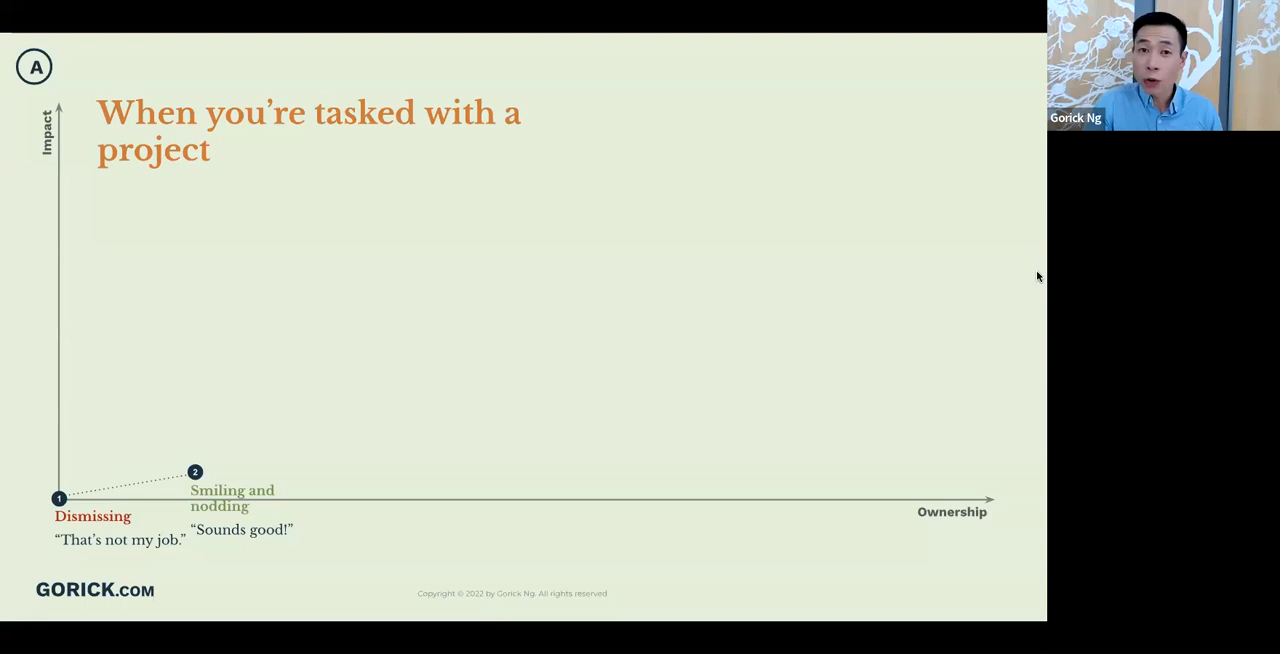 A
Impact
When you’re tasked with a
project
Gorick Ng
2
1
Smiling and
nodding
“Sounds good!”
Dismissing
“That’s not my job.”
Ownership
GORICK.COM
Copyright © 2022 by Gorick Ng. All rights reserved